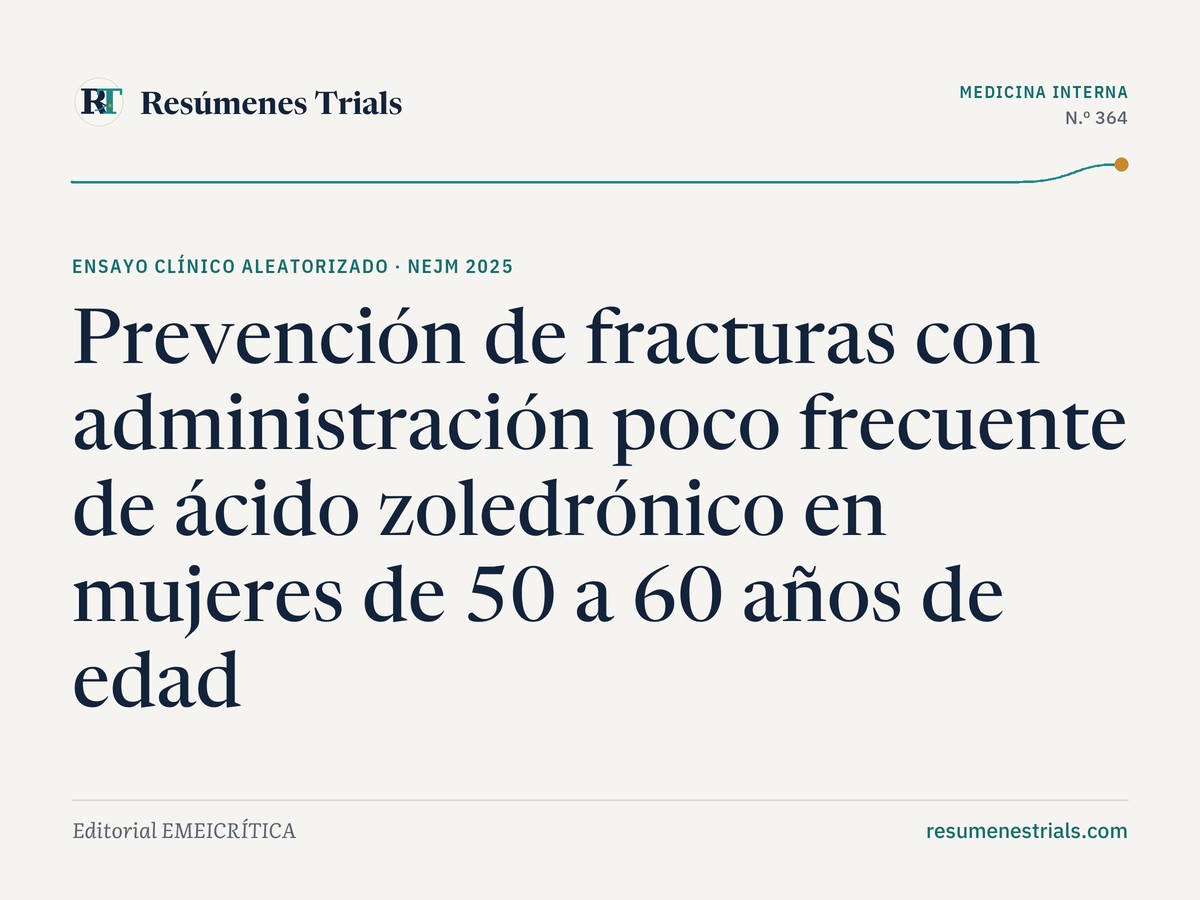 RT Resúmenes Trials
MEDICINA INTERNA
N.º 364
ENSAYO CLÍNICO ALEATORIZADO · NEJM 2025
Prevención de fracturas con
administración poco frecuente
de ácido zoledrónico en
mujeres de 50 a 60 años de
edad
Editorial EMEICRÍTICA
resumenestrials.com